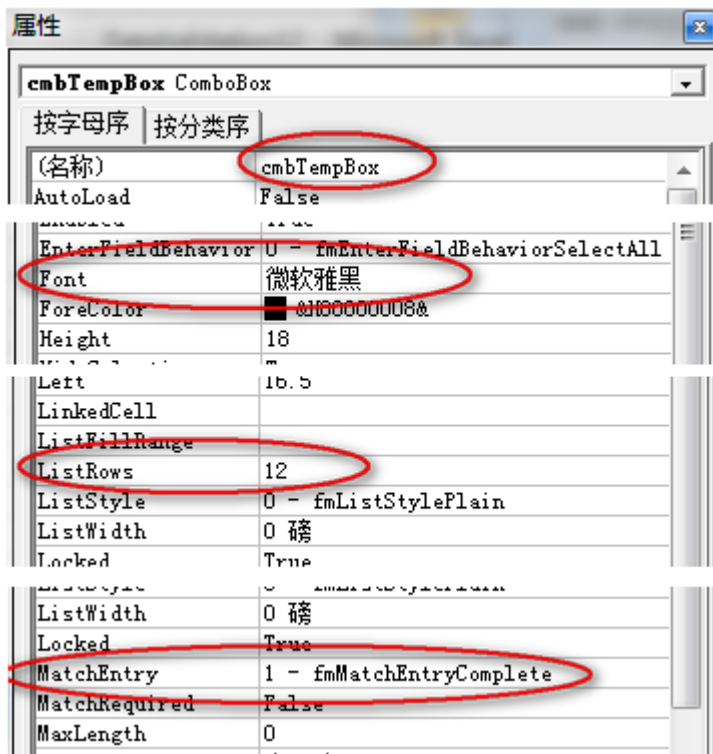 属性
cmbTempBox ComboBox
按字母序 按分类序
(名称) cmbTempBox
AutoLoad False
EnterFieldBehavior 0 - fmEnterFieldBehaviorSelectAll
Font 微软雅黑
ForeColor &H80000008&
Height 18
Left 16.5
LinkedCell
ListFillRange
ListRows 12
ListStyle 0 - fmListStylePlain
ListWidth 0 磅
Locked True
ListWidth 0 磅
Locked True
MatchEntry 1 - fmMatchEntryComplete
MatchRequired False
MaxLength 0